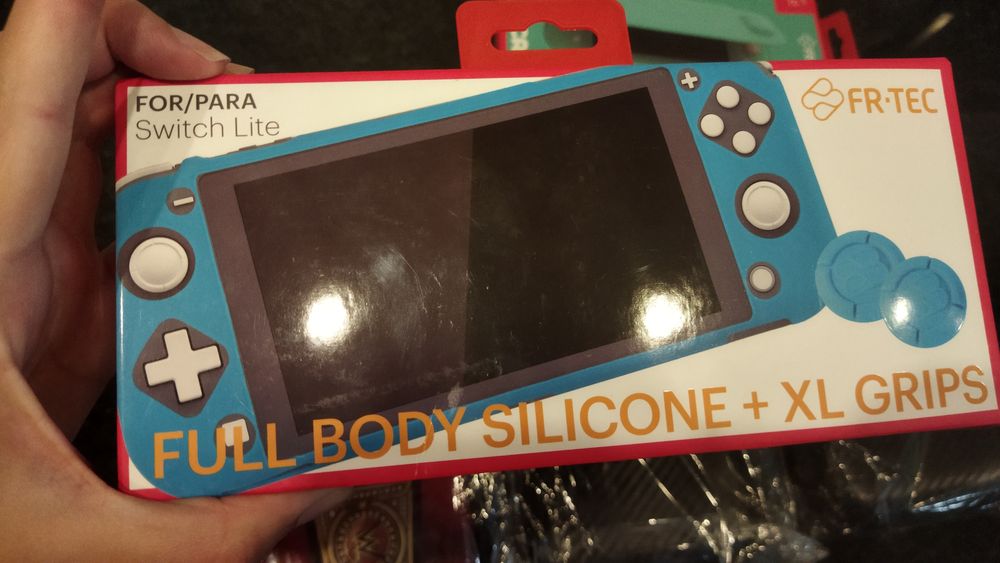 FOR/PARA
Switch Lite
FR·TEC
FULL BODY SILICONE + XL GRIPS